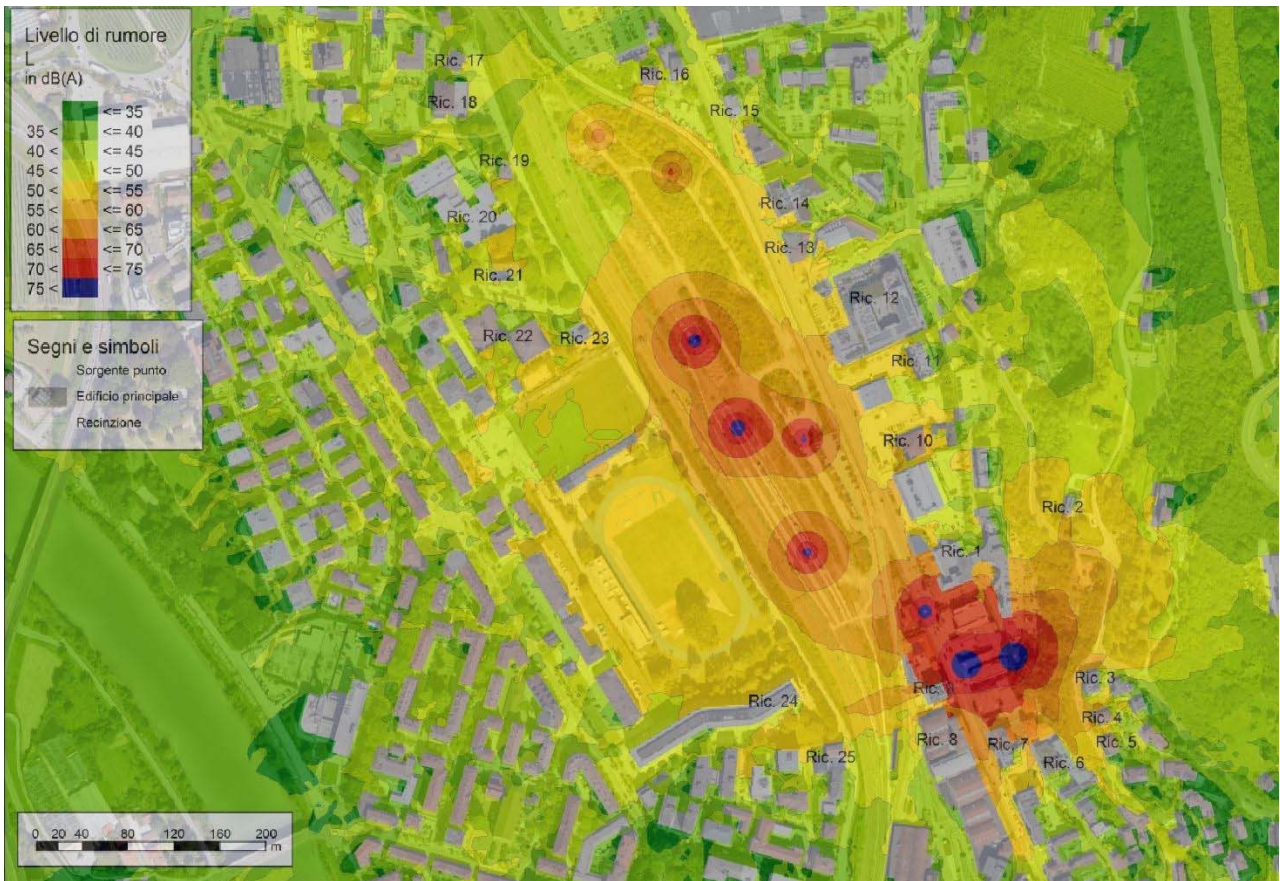 Livello di rumore
L
in dB(A)
<= 35
35 < <= 40
40 < <= 45
45 < <= 50
50 < <= 55
55 < <= 60
60 < <= 65
65 < <= 70
70 < <= 75
75 <
Segni e simboli
Sorgente punto
Edificio principale
Recinzione
Ric. 17
Ric. 16
Ric. 18
Ric. 15
Ric. 19
Ric. 14
Ric. 20
Ric. 13
Ric. 21
Ric. 12
Ric. 22
Ric. 23
Ric. 11
Ric. 10
Ric. 2
Ric. 1
Ric. 3
Ric.
Ric. 24
Ric. 4
Ric. 8
Ric. 7
Ric. 5
Ric. 25
Ric. 6
0 20 40 80 120 160 200
m